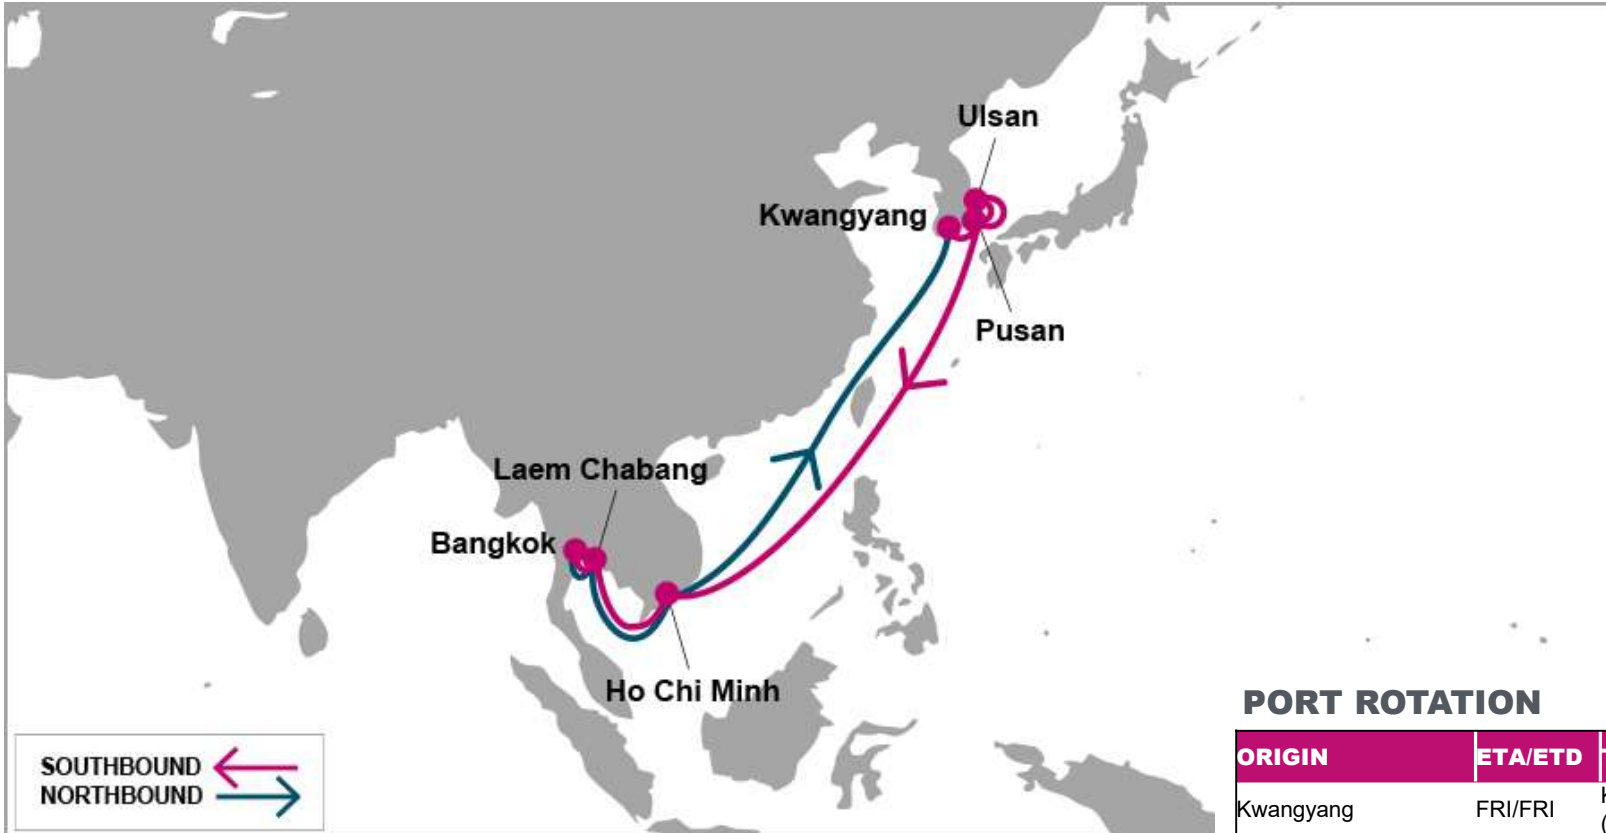 Ulsan
Kwangyang
Pusan
Laem Chabang
Bangkok
Ho Chi Minh
SOUTHBOUND
NORTHBOUND
PORT ROTATION
ORIGIN ETA/ETD
Kwangyang FRI/FRI